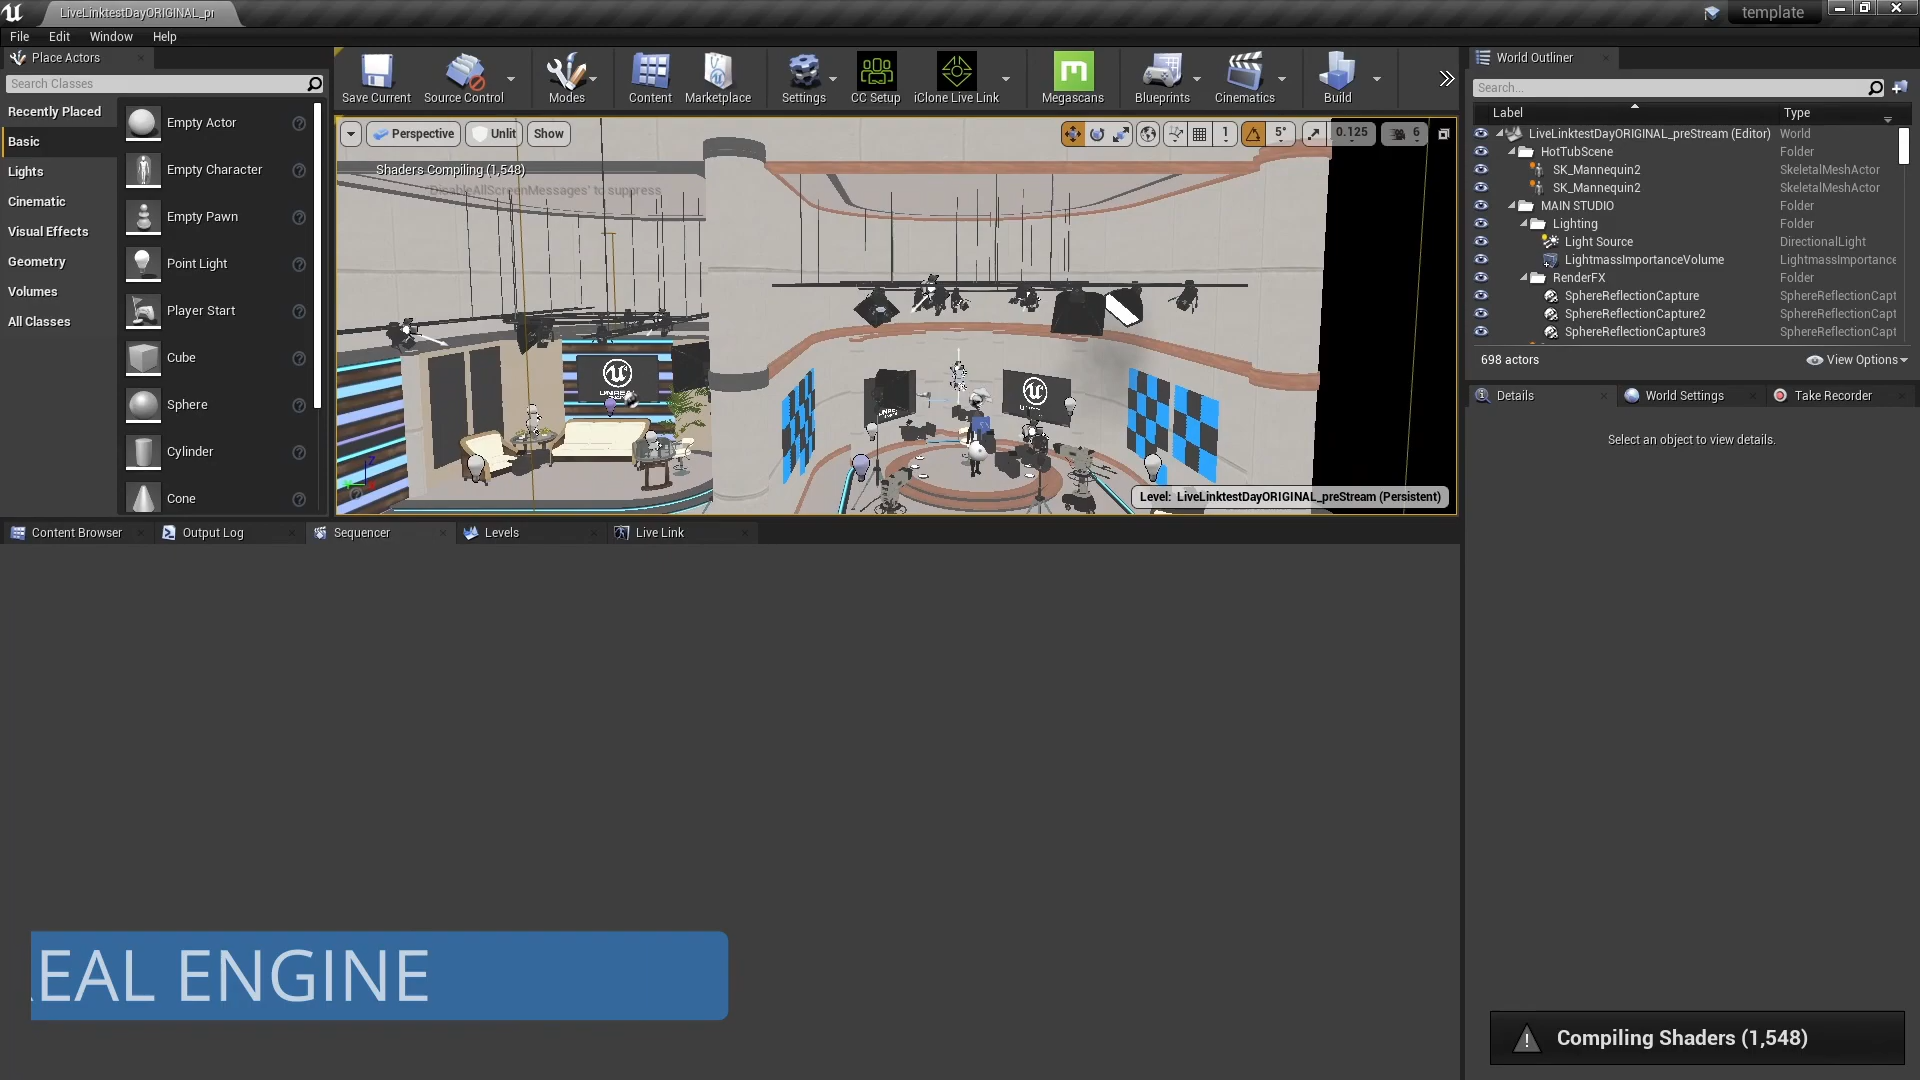 LiveLinktestDayORIGINAL_pr
template
File Edit Window Help
Place Actors
Search Classes
Recently Placed
Basic
Lights
Cinematic
Visual Effects
Geometry
Volumes
All Classes
Empty Actor
Empty Character
Empty Pawn
Point Light
Player Start
Cube
Sphere
Cylinder
Cone
Save Current
Source Control
Modes
Content
Marketplace
Settings
CC Setup
iClone Live Link
Megascans
Blueprints
Cinematics
Build
Perspective
Unlit
Show
1
5°
0.125
6
Shaders Compiling (1,548)
'DisableAllScreenMessages' to suppress
Level: LiveLinktestDayORIGINAL_preStream (Persistent)
World Outliner
Search...
Label Type
LiveLinktestDayORIGINAL_preStream (Editor) World
HotTubScene Folder
SK_Mannequin2 SkeletalMeshActor
SK_Mannequin2 SkeletalMeshActor
MAIN STUDIO Folder
Lighting Folder
Light Source DirectionalLight
LightmassImportanceVolume LightmassImportance
RenderFX Folder
SphereReflectionCapture SphereReflectionCapt
SphereReflectionCapture2 SphereReflectionCapt
SphereReflectionCapture3 SphereReflectionCapt
698 actors
View Options
Details
World Settings
Take Recorder
Select an object to view details.
Content Browser
Output Log
Sequencer
Levels
Live Link
EAL ENGINE
Compiling Shaders (1,548)